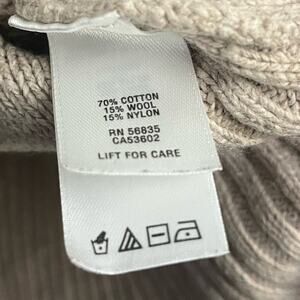 70% COTTON
15% WOOL
15% NYLON
RN 56835
CA53602
LIFT FOR CARE